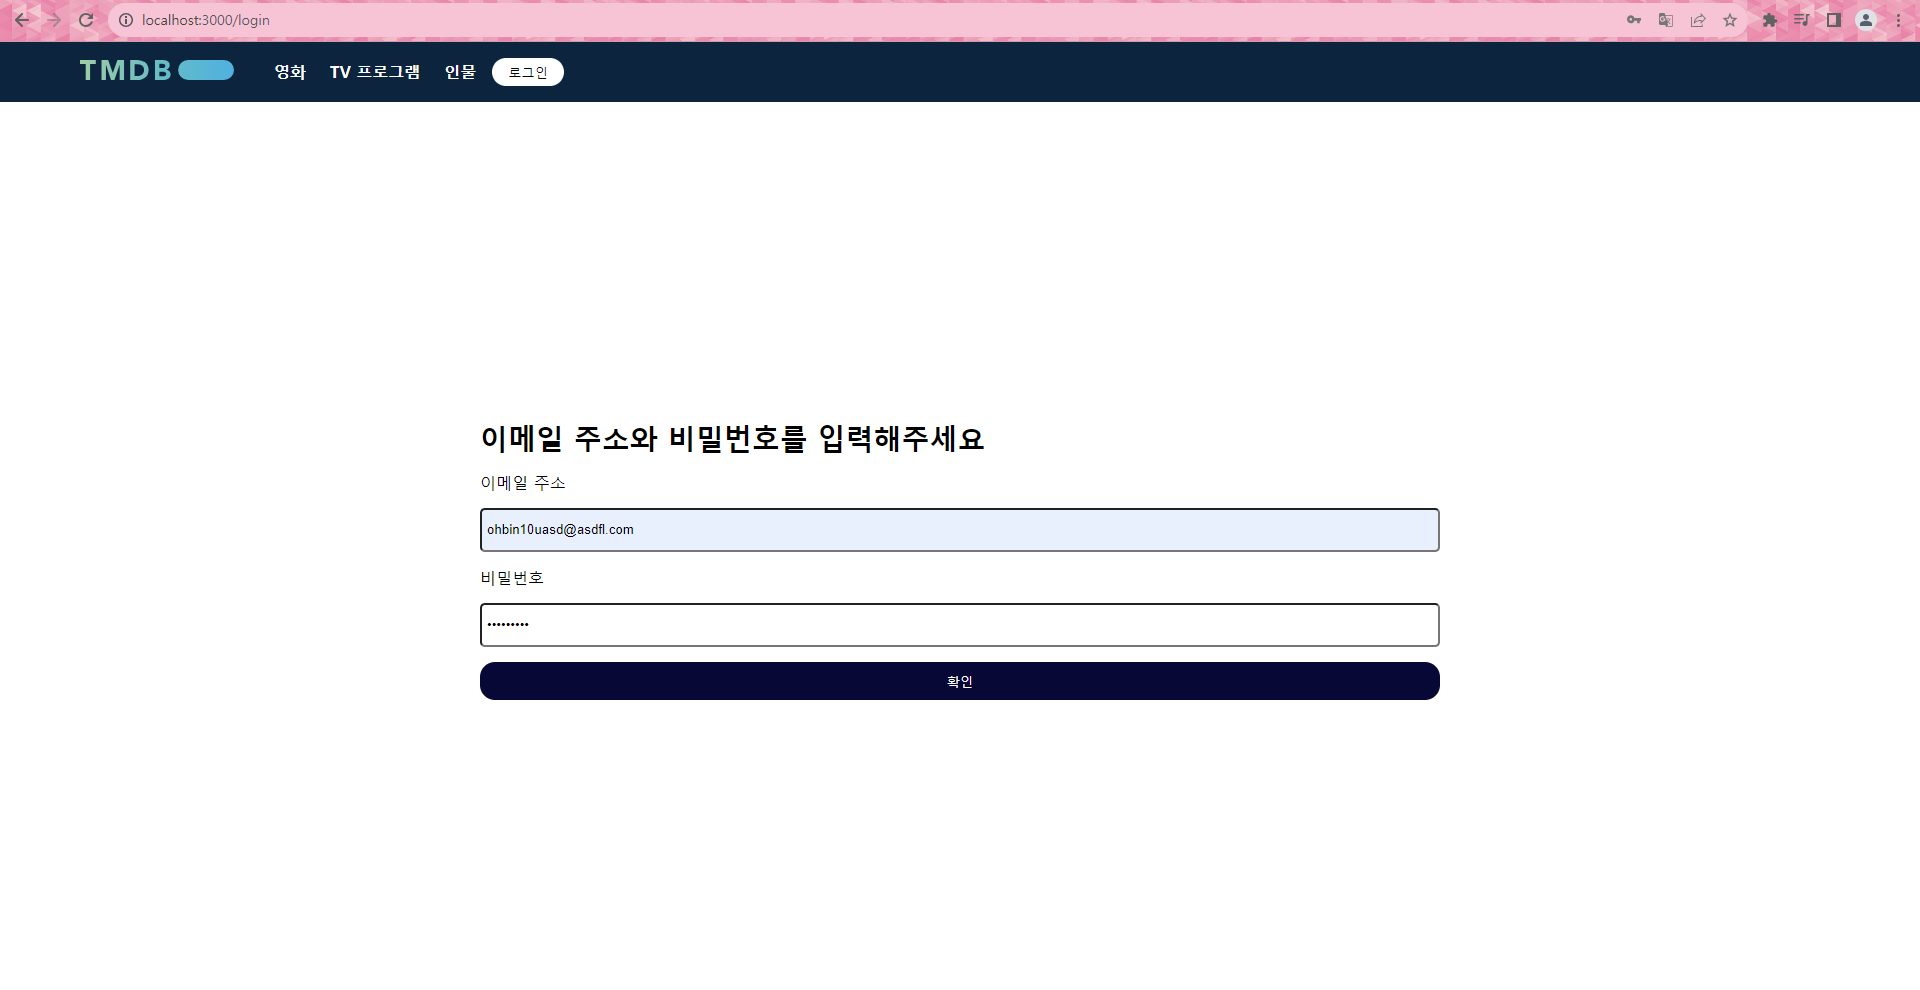 localhost:3000/login
TMDB 영화 TV 프로그램 인물 로그인
이메일 주소와 비밀번호를 입력해주세요
이메일 주소
ohbin10uasd@asdfl.com
비밀번호
•••••••••
확인